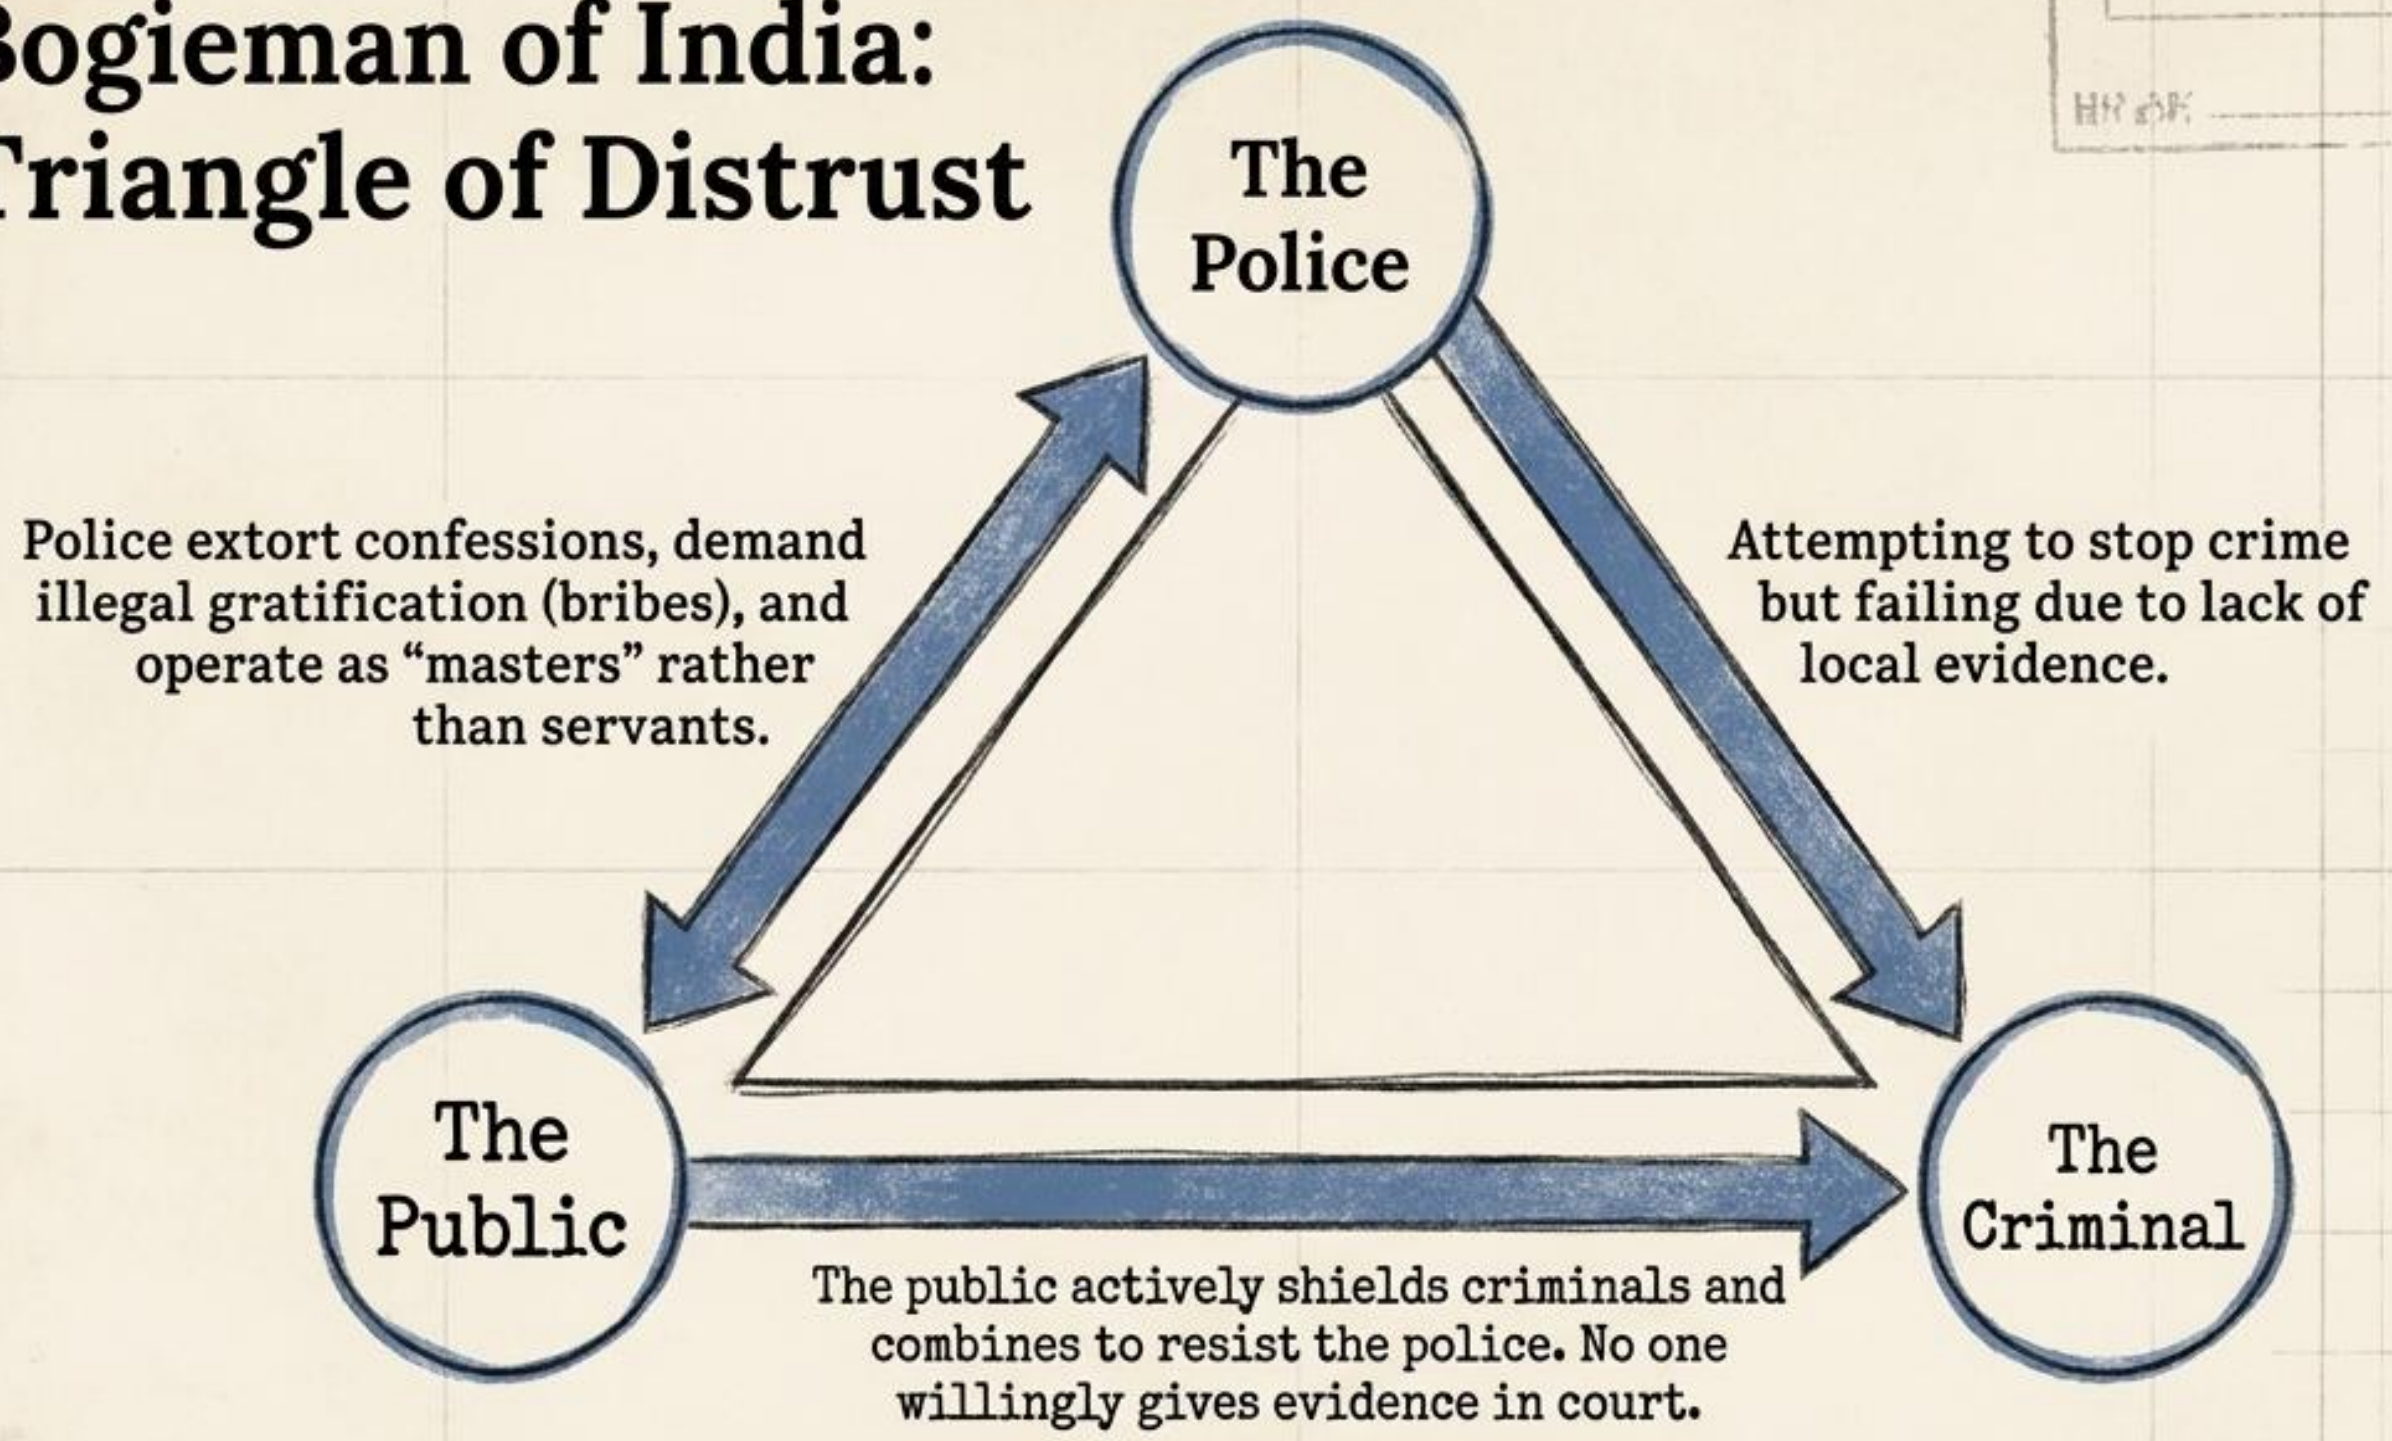 Bogieman of India:
Triangle of Distrust
The
Police
Police extort confessions, demand
illegal gratification (bribes), and
operate as “masters” rather
than servants.
Attempting to stop crime
but failing due to lack of
local evidence.
The
Public
The
Criminal
The public actively shields criminals and
combines to resist the police. No one
willingly gives evidence in court.